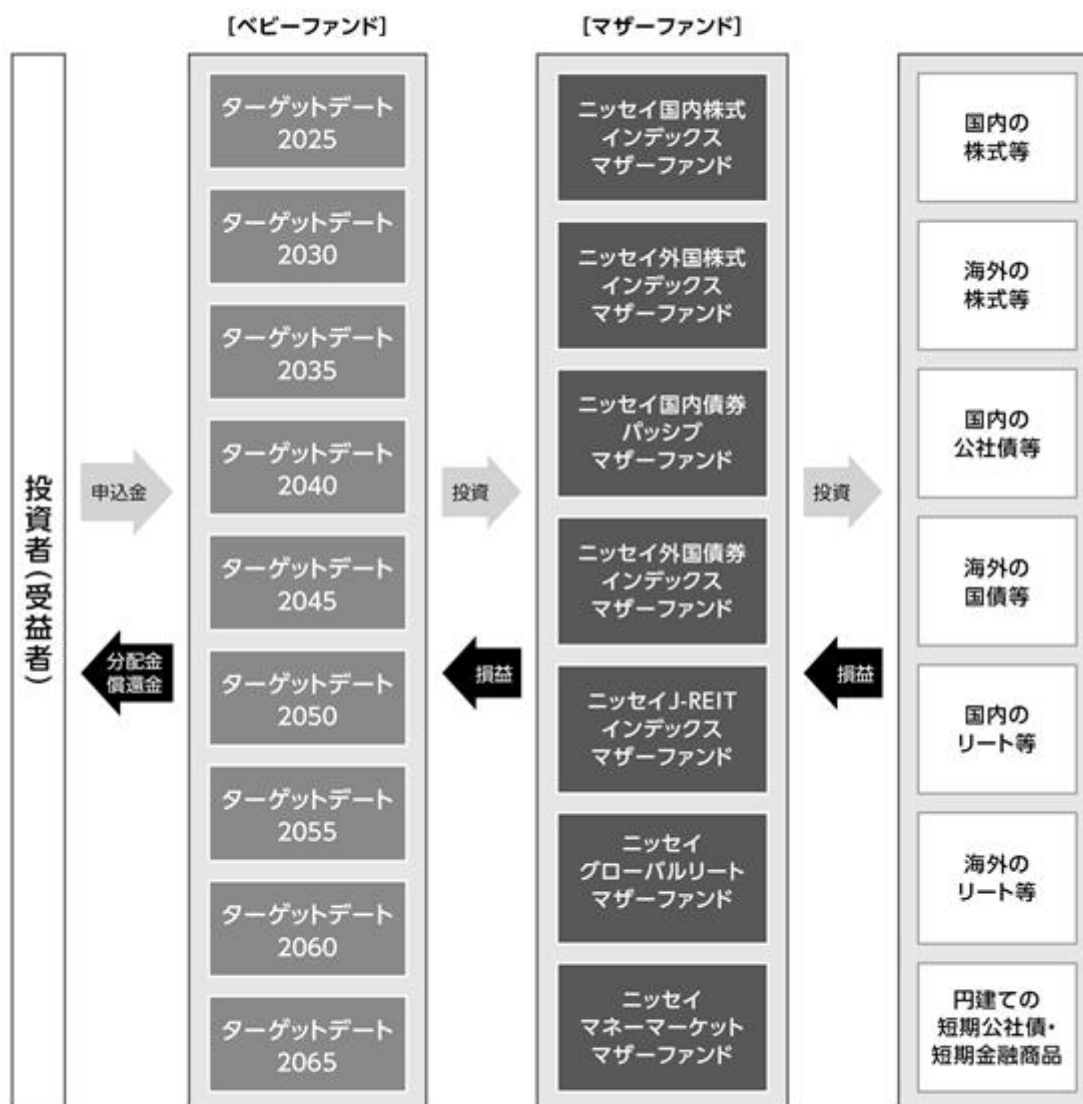 [ベビーファンド]
[マザーファンド]
投資者(受益者)
申込金
分配金
償還金
ターゲットデート
2025
ターゲットデート
2030
ターゲットデート
2035
ターゲットデート
2040
ターゲットデート
2045
ターゲットデート
2050
ターゲットデート
2055
ターゲットデート
2060
ターゲットデート
2065
投資
損益
ニッセイ国内株式
インデックス
マザーファンド
ニッセイ外国株式
インデックス
マザーファンド
ニッセイ国内債券
パッシブ
マザーファンド
ニッセイ外国債券
インデックス
マザーファンド
ニッセイJ-REIT
インデックス
マザーファンド
ニッセイ
グローバルリート
マザーファンド
ニッセイ
マネーマーケット
マザーファンド
投資
損益
国内の
株式等
海外の
株式等
国内の
公社債等
海外の
国債等
国内の
リート等
海外の
リート等
円建ての
短期公社債・
短期金融商品